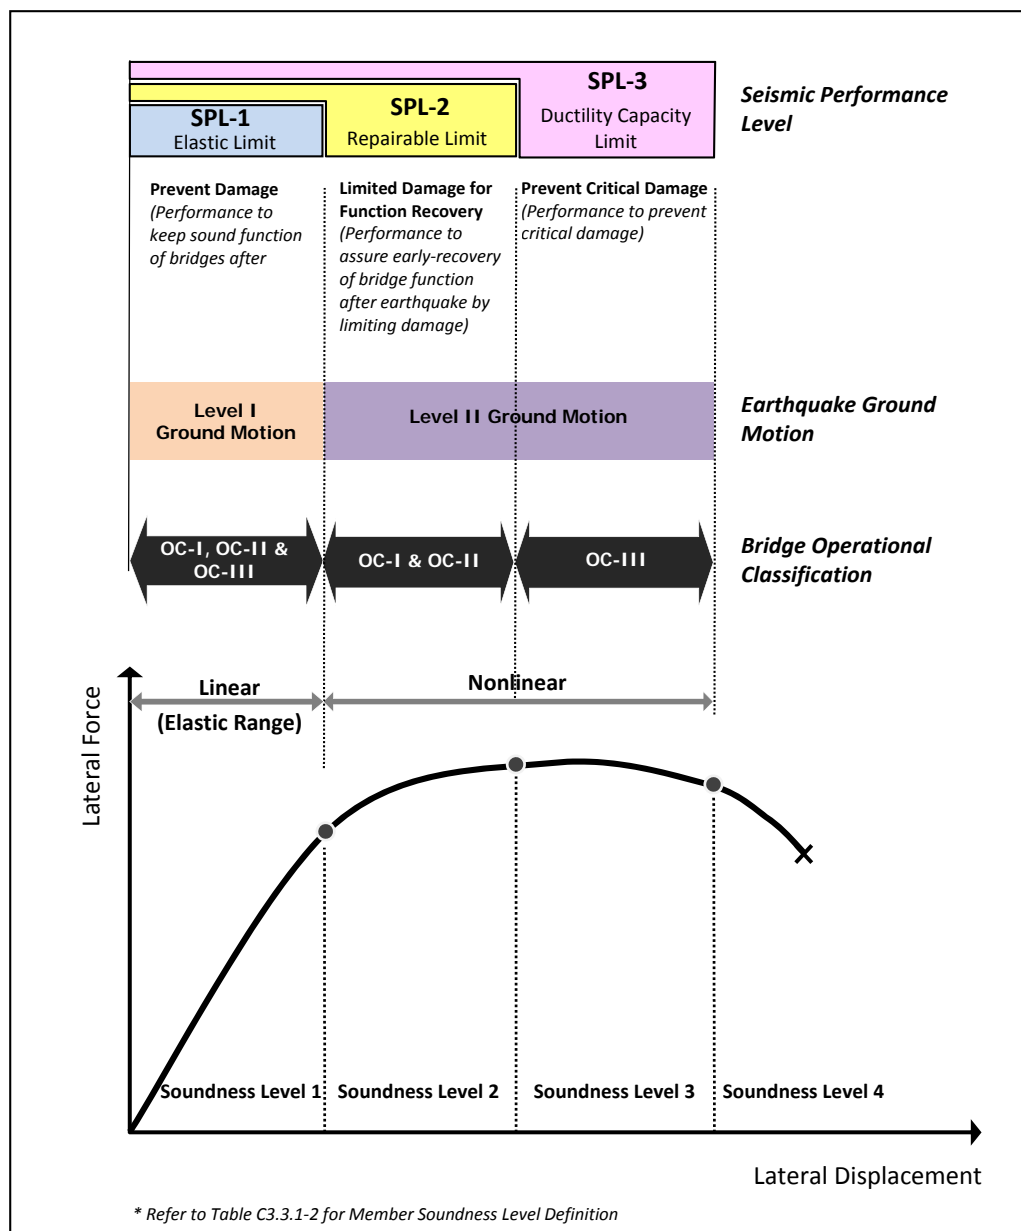 SPL-1
Elastic Limit
SPL-2
Repairable Limit
SPL-3
Ductility Capacity
Limit
Seismic Performance
Level
Prevent Damage
(Performance to
keep sound function
of bridges after
Limited Damage for
Function Recovery
(Performance to
assure early-recovery
of bridge function
after earthquake by
limiting damage)
Prevent Critical Damage
(Performance to prevent
critical damage)
Level I
Ground Motion
Level II Ground Motion
Earthquake Ground
Motion
OC-I, OC-II &
OC-III
OC-I & OC-II
OC-III
Bridge Operational
Classification
Linear
(Elastic Range)
Nonlinear
Lateral Force
Soundness Level 1
Soundness Level 2
Soundness Level 3
Soundness Level 4
Lateral Displacement
* Refer to Table C3.3.1-2 for Member Soundness Level Definition